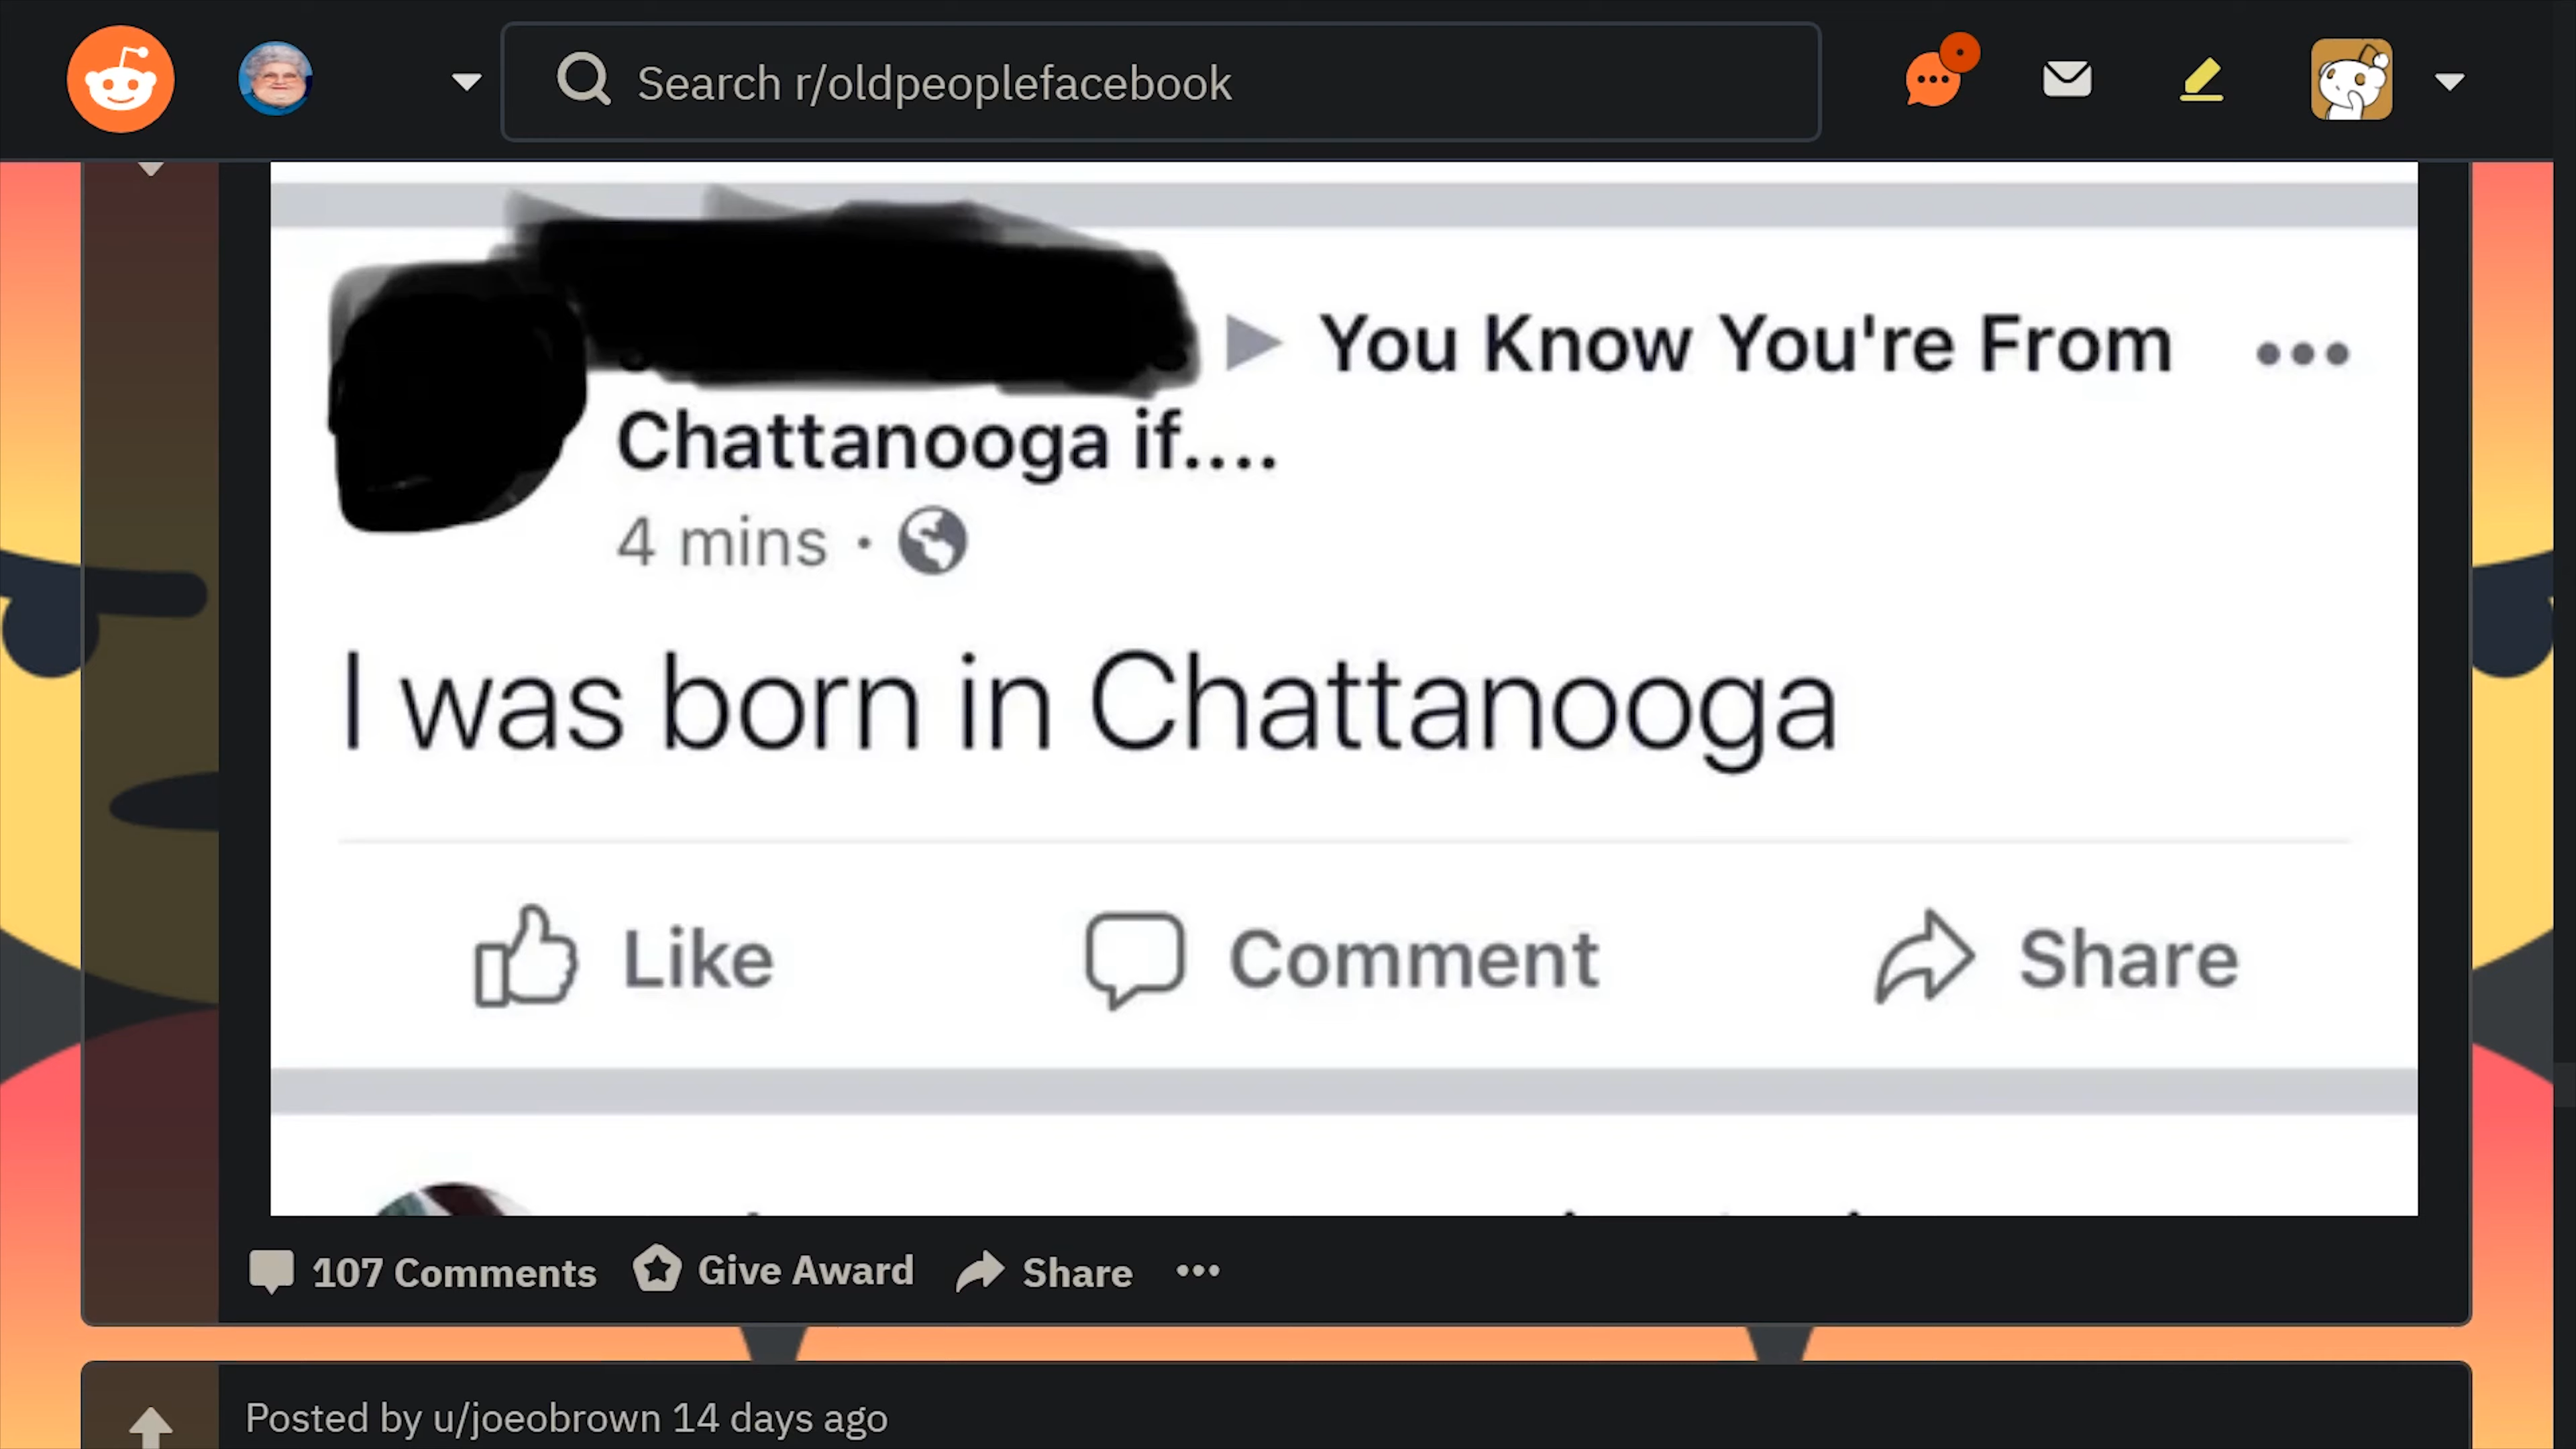 Search r/oldpeoplefacebook
You Know You're From
Chattanooga if....
4 mins ·
I was born in Chattanooga
Like Comment Share
107 Comments Give Award Share
Posted by u/joeobrown 14 days ago